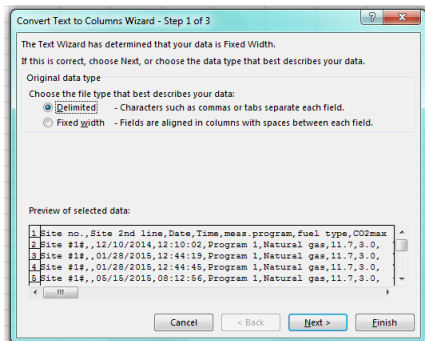 Convert Text to Columns Wizard - Step 1 of 3
The Text Wizard has determined that your data is Fixed Width.
If this is correct, choose Next, or choose the data type that best describes your data.
Original data type
Choose the file type that best describes your data:
Delimited - Characters such as commas or tabs separate each field.
Fixed width - Fields are aligned in columns with spaces between each field.
Preview of selected data:
1 Site no.,Site 2nd line,Date,Time,meas.program,fuel type,CO2max
2 Site #1#,,12/10/2014,12:10:02,Program 1,Natural gas,11.7,3.0,
3 Site #1#,,01/28/2015,12:44:19,Program 1,Natural gas,11.7,3.0,
4 Site #1#,,01/28/2015,12:44:45,Program 1,Natural gas,11.7,3.0,
5 Site #1#,,05/15/2015,08:12:56,Program 1,Natural gas,11.7,3.0,
Cancel < Back Next > Finish